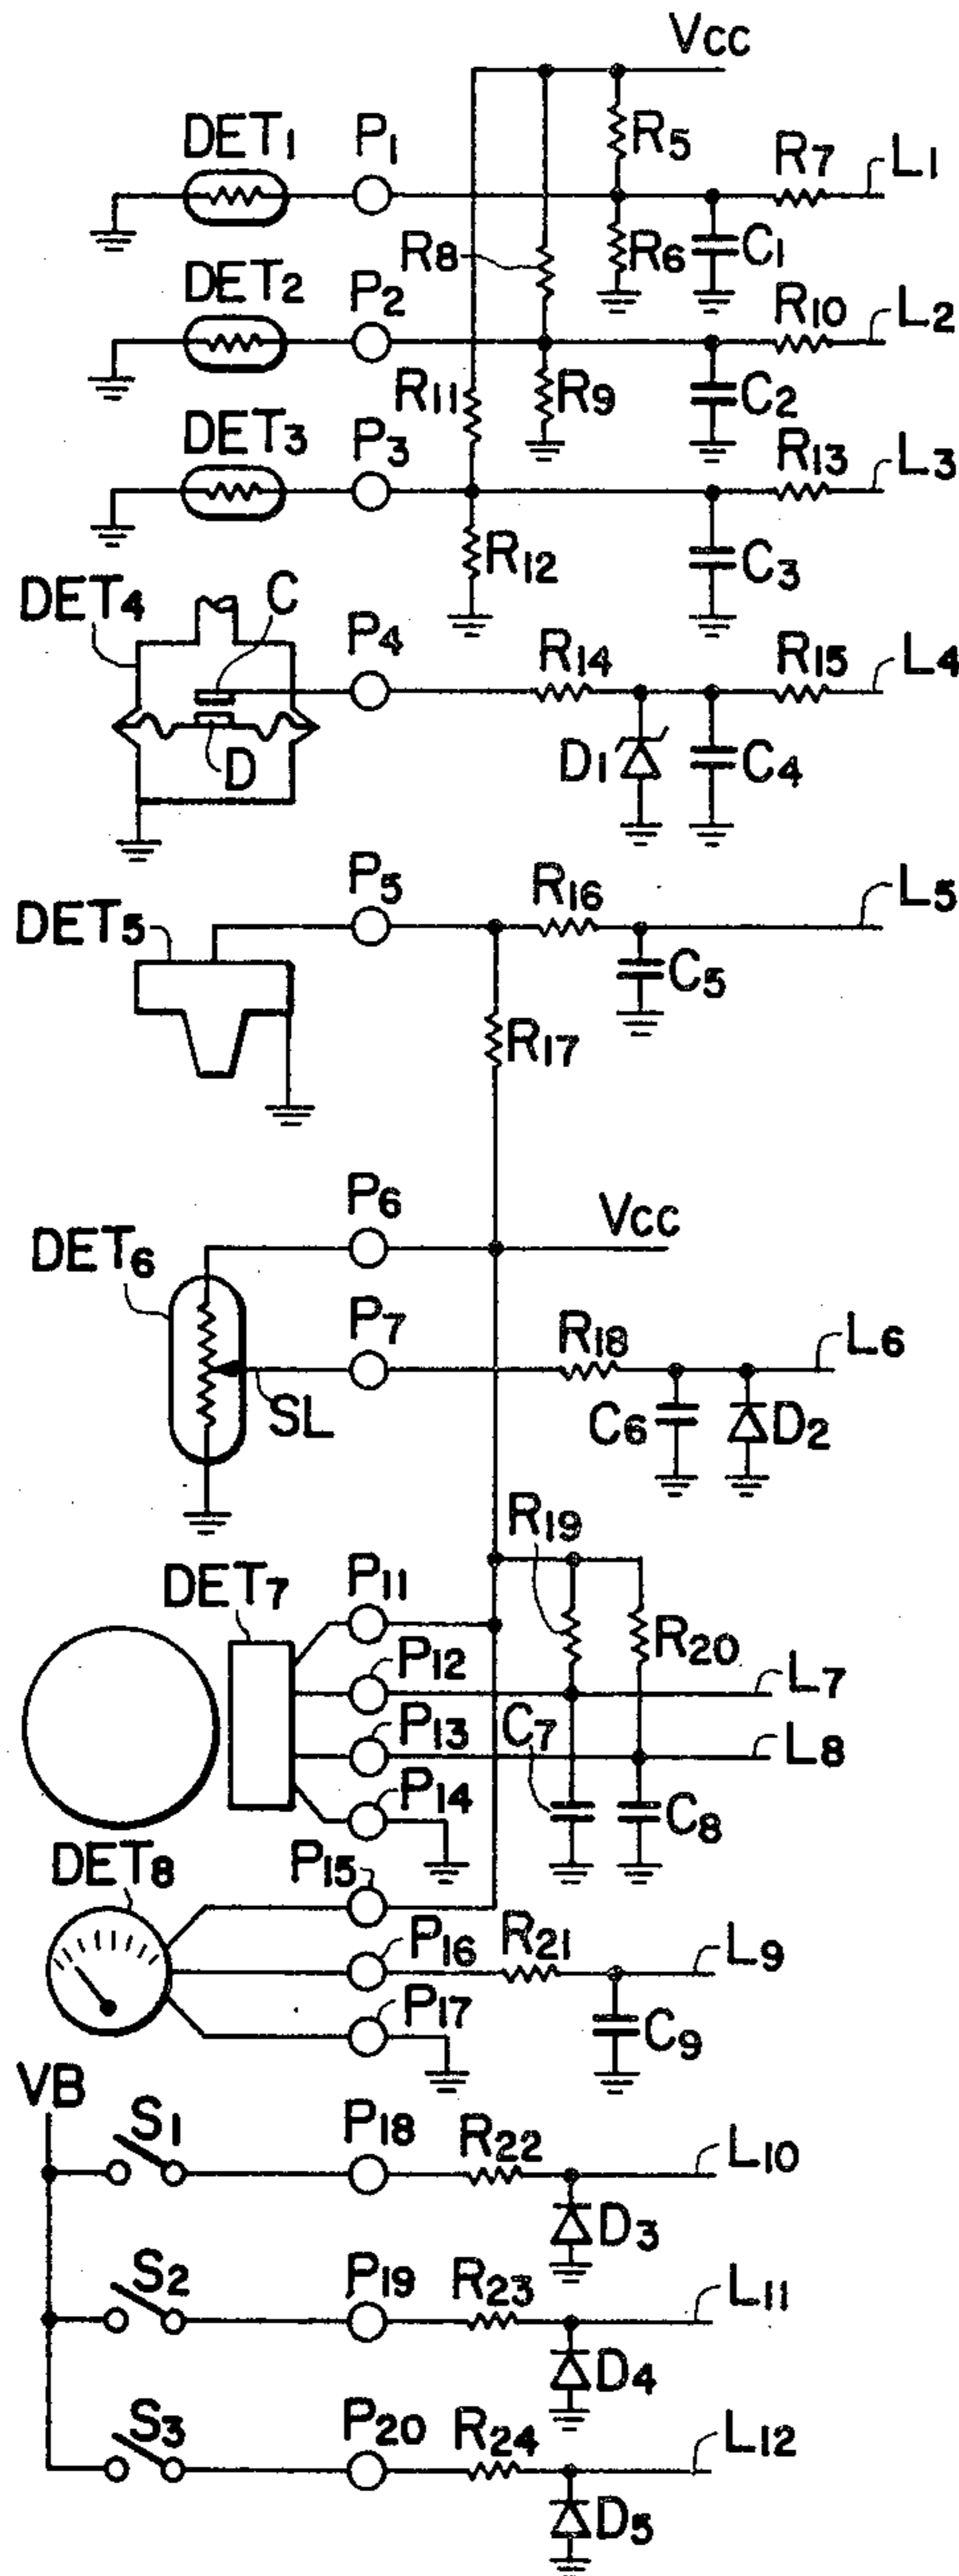 Vcc
DET1 P1 R5 R7 L1
R8 R6 C1
DET2 P2 R10 L2
R11 R9 C2
DET3 P3 R13 L3
R12 C3
DET4 C P4 R14 R15 L4
D D1 C4
P5 R16 L5
DET5 C5
R17
P6 Vcc
DET6
P7 R18 L6
SL C6 D2
R19
DET7 P11 R20
P12 L7
P13 C7 L8
P14 C8
DET8 P15
P16 R21 L9
P17 C9
VB
S1 P18 R22 L10
D3
S2 P19 R23 L11
D4
S3 P20 R24 L12
D5